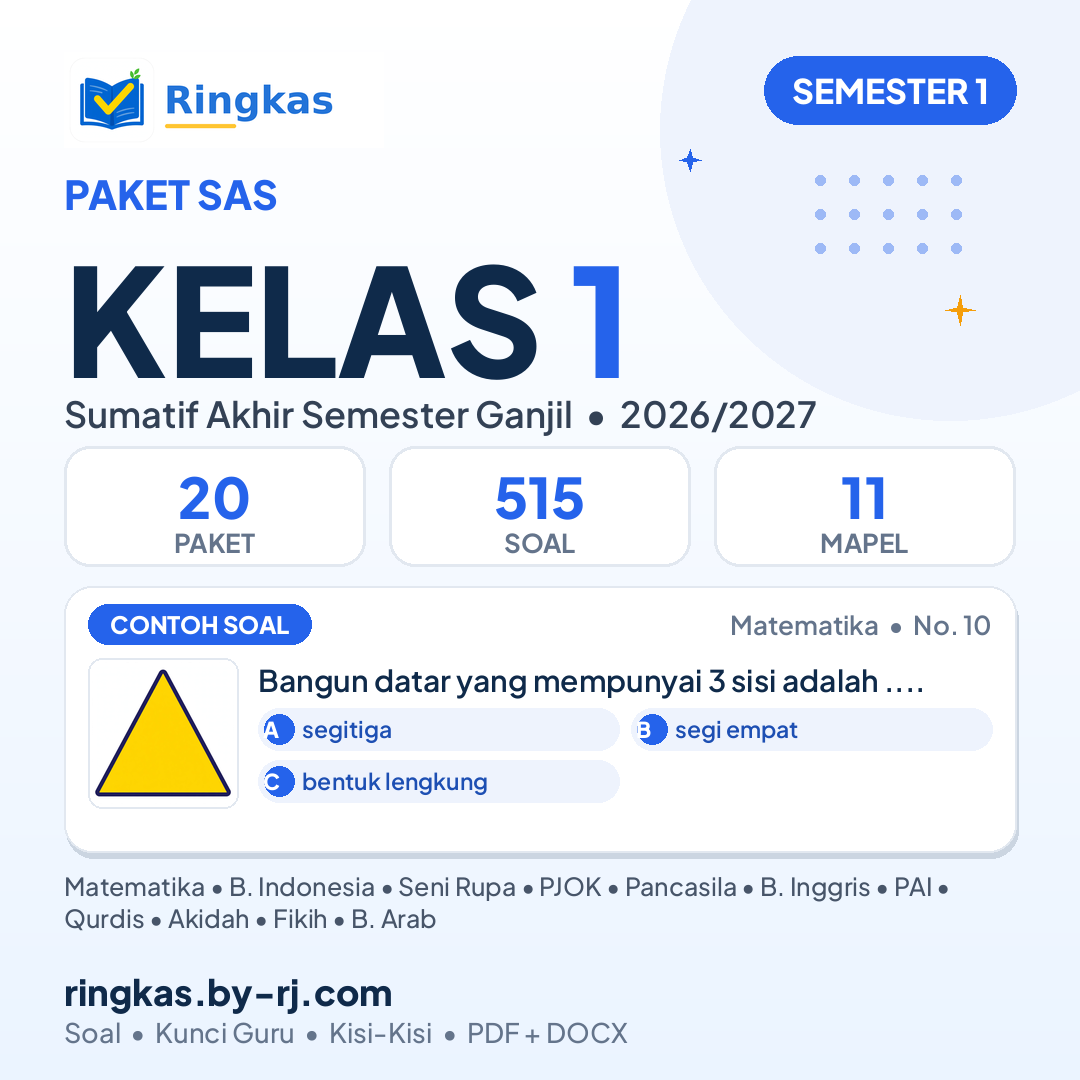 Ringkas
SEMESTER 1
PAKET SAS
KELAS 1
Sumatif Akhir Semester Ganjil • 2026/2027
20
PAKET
515
SOAL
11
MAPEL
CONTOH SOAL
Matematika • No. 10
Bangun datar yang mempunyai 3 sisi adalah ....
A segitiga
B segi empat
C bentuk lengkung
Matematika • B. Indonesia • Seni Rupa • PJOK • Pancasila • B. Inggris • PAI •
Qurdis • Akidah • Fikih • B. Arab
ringkas.by-rj.com
Soal • Kunci Guru • Kisi-Kisi • PDF + DOCX